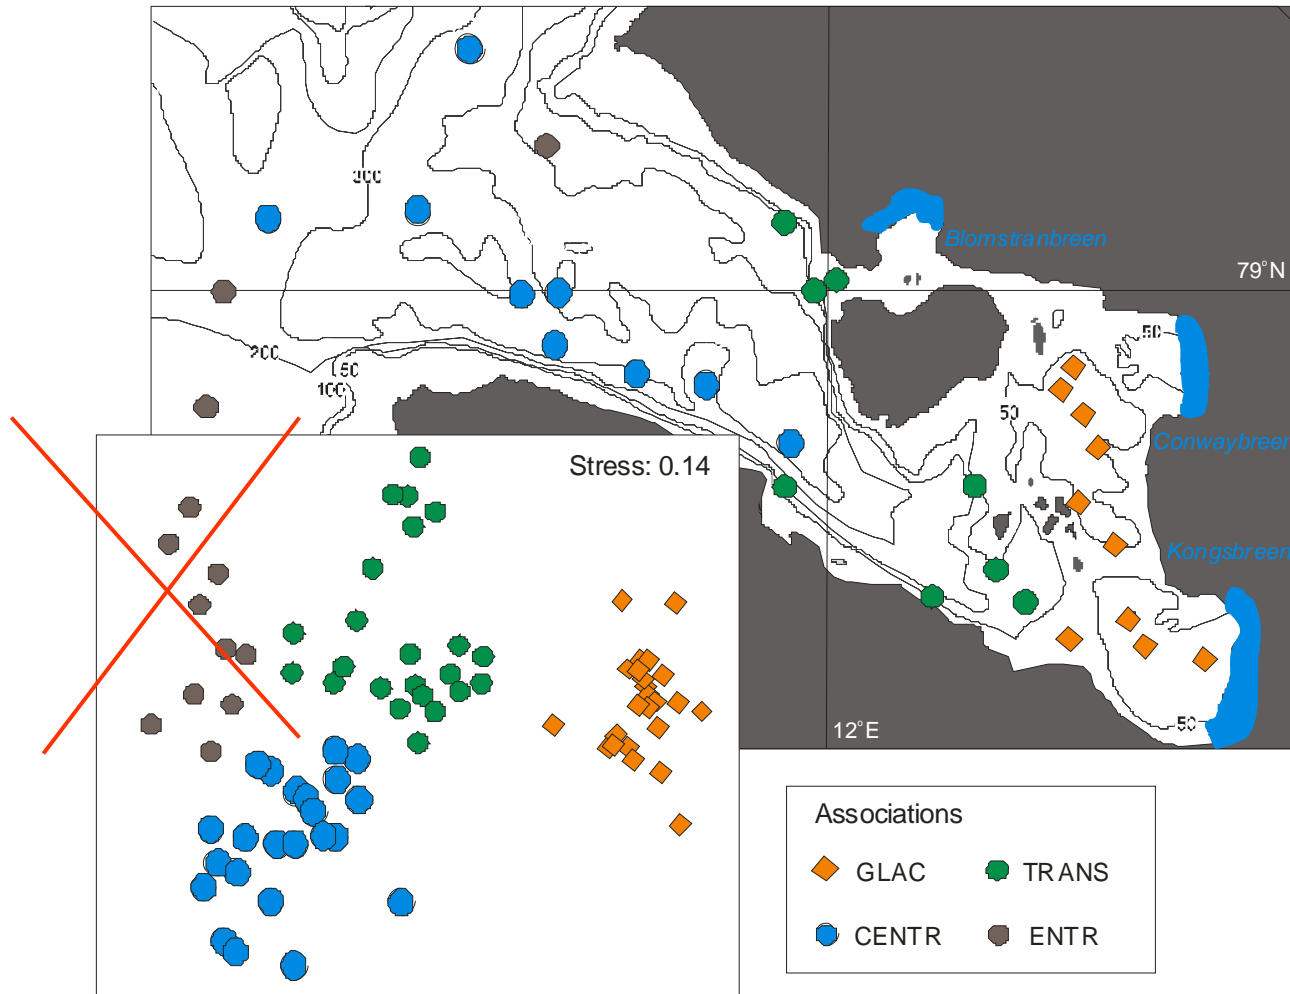 300
Blomstranbreen
79°N
200
150
100
50
50
Conwaybreen
Stress: 0.14
Kongsbreen
50
12°E
Associations
GLAC
TRANS
CENTR
ENTR